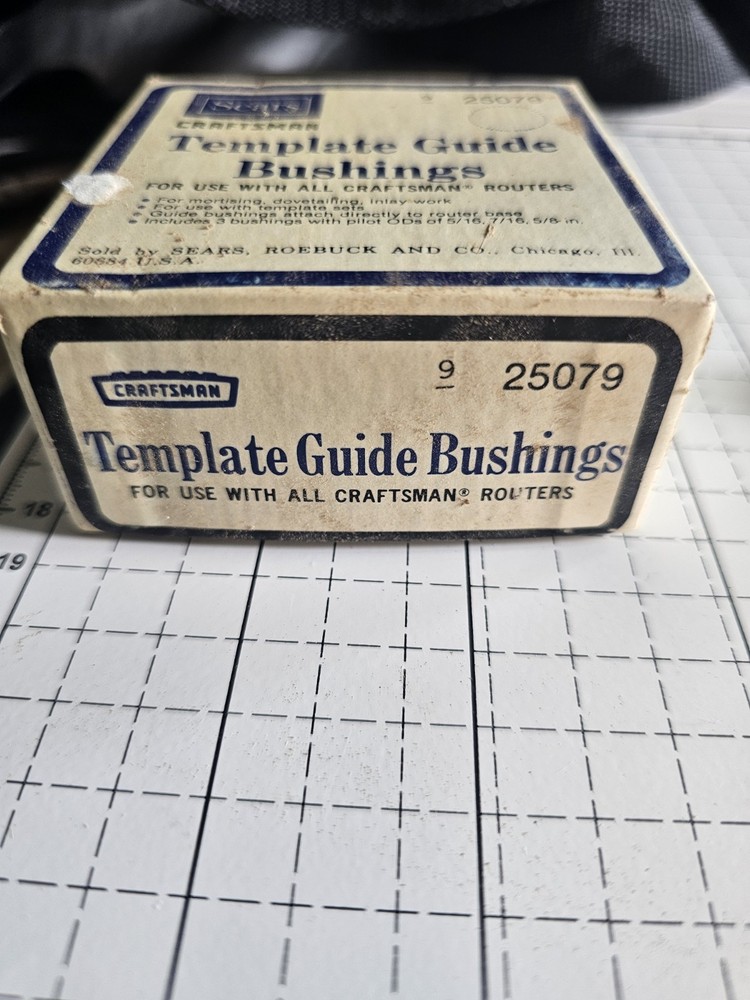 Sears 9 25079
CRAFTSMAN
Template Guide
Bushings
FOR USE WITH ALL CRAFTSMAN® ROUTERS
• For mortising, dovetailing, inlay work
• For use with template sets
• Guide bushings attach directly to router base
• Includes 3 bushings with pilot ODs of 5/16, 7/16, 5/8 in.
Sold by SEARS, ROEBUCK AND CO., Chicago, Ill.
60684 U.S.A.
CRAFTSMAN 9 25079
Template Guide Bushings
FOR USE WITH ALL CRAFTSMAN® ROUTERS
18
19